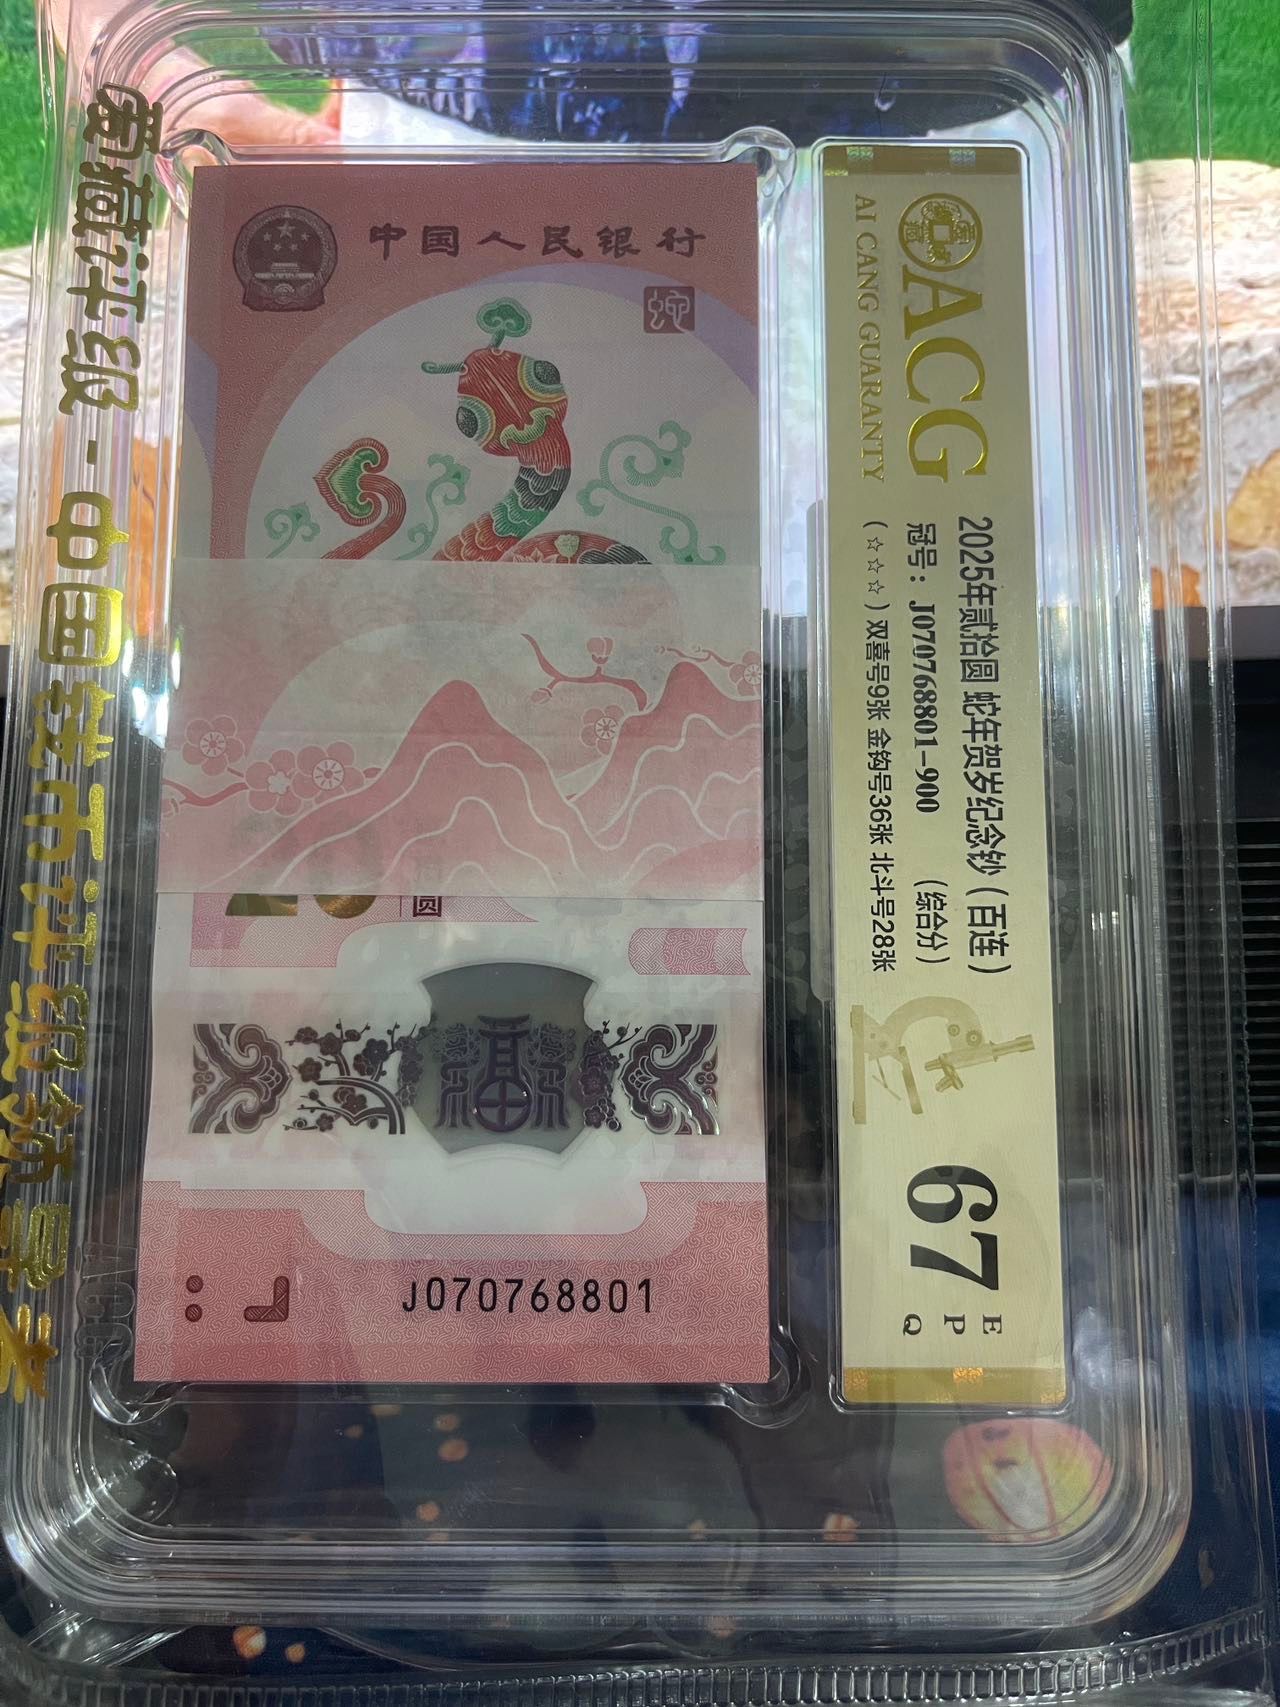 中国人民银行
蛇
圆
J070768801
ACG
AI CANG GUARANTY
2025年贰拾圆 蛇年贺岁纪念钞（百连）
冠号：J070768801-900 （综合分）
（☆☆☆）双喜号9张 金钩号36张 北斗号28张
67
E
P
Q
爱藏评级-中国钱币评级领导者
ACG